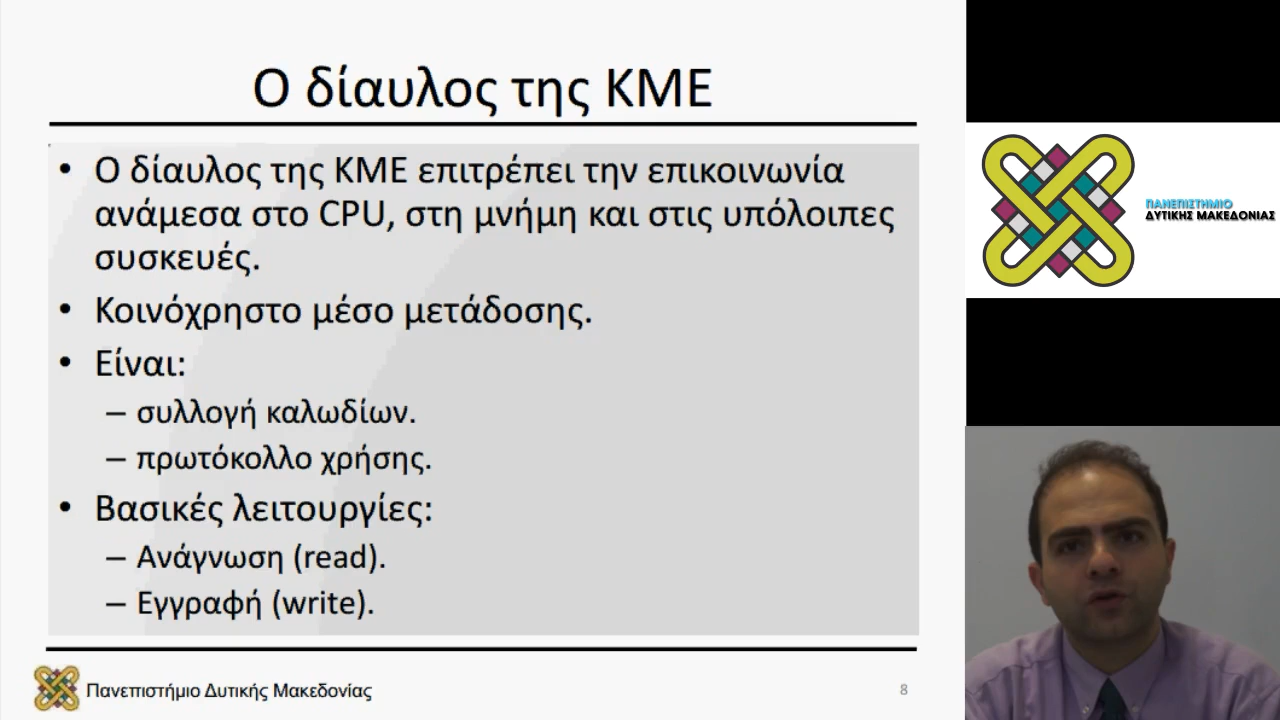 Ο δίαυλος της ΚΜΕ
• Ο δίαυλος της ΚΜΕ επιτρέπει την επικοινωνία
ανάμεσα στο CPU, στη μνήμη και στις υπόλοιπες
συσκευές.
• Κοινόχρηστο μέσο μετάδοσης.
• Είναι:
– συλλογή καλωδίων.
– πρωτόκολλο χρήσης.
• Βασικές λειτουργίες:
– Ανάγνωση (read).
– Εγγραφή (write).
Πανεπιστήμιο Δυτικής Μακεδονίας
8
ΠΑΝΕΠΙΣΤΗΜΙΟ
ΔΥΤΙΚΗΣ ΜΑΚΕΔΟΝΙΑΣ